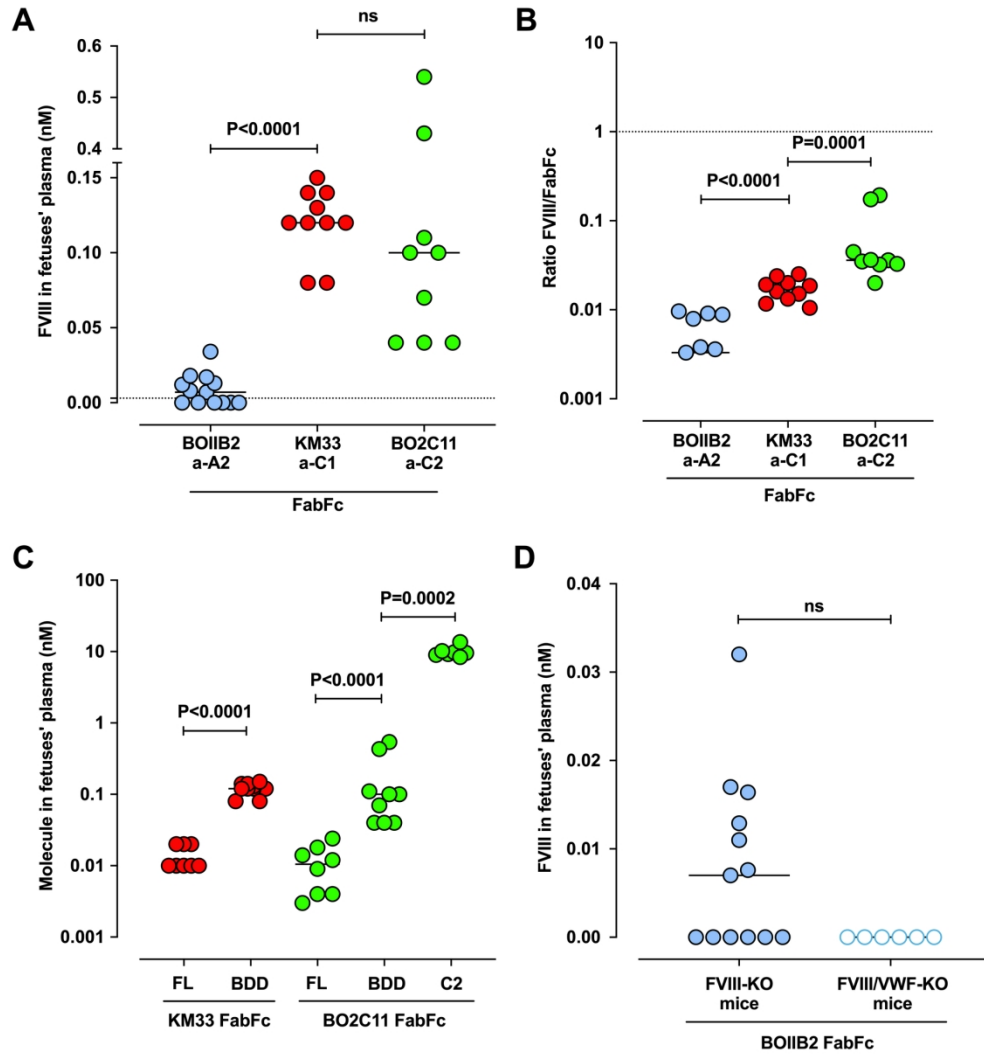 A
ns
0.6
0.5
0.4
0.15
0.10
0.05
0.00
P<0.0001
FVIII in fetuses' plasma (nM)
BOIIB2
a-A2
KM33
a-C1
BO2C11
a-C2
FabFc
B
10
1
0.1
0.01
0.001
P=0.0001
P<0.0001
Ratio FVIII/FabFc
BOIIB2
a-A2
KM33
a-C1
BO2C11
a-C2
FabFc
C
100
10
1
0.1
0.01
0.001
P=0.0002
P<0.0001
P<0.0001
Molecule in fetuses' plasma (nM)
FL
BDD
FL
BDD
C2
KM33 FabFc
BO2C11 FabFc
D
0.04
0.03
0.02
0.01
0.00
ns
FVIII in fetuses' plasma (nM)
FVIII-KO
mice
FVIII/VWF-KO
mice
BOIIB2 FabFc